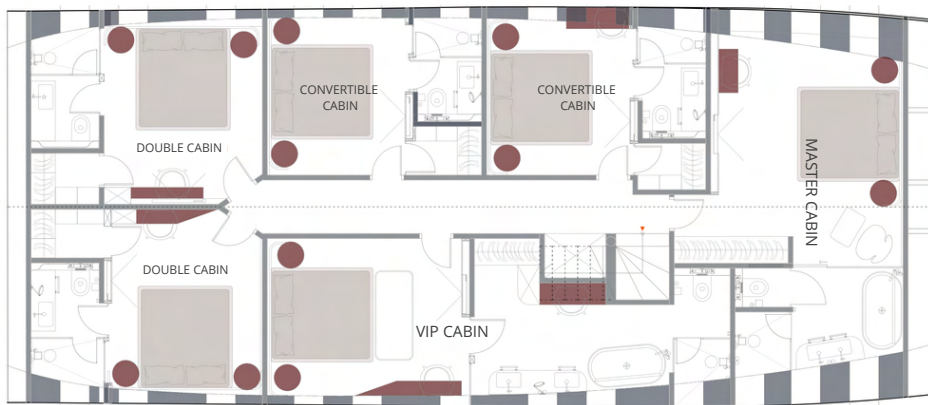 CONVERTIBLE
CABIN
CONVERTIBLE
CABIN
DOUBLE CABIN
MASTER CABIN
DOUBLE CABIN
VIP CABIN